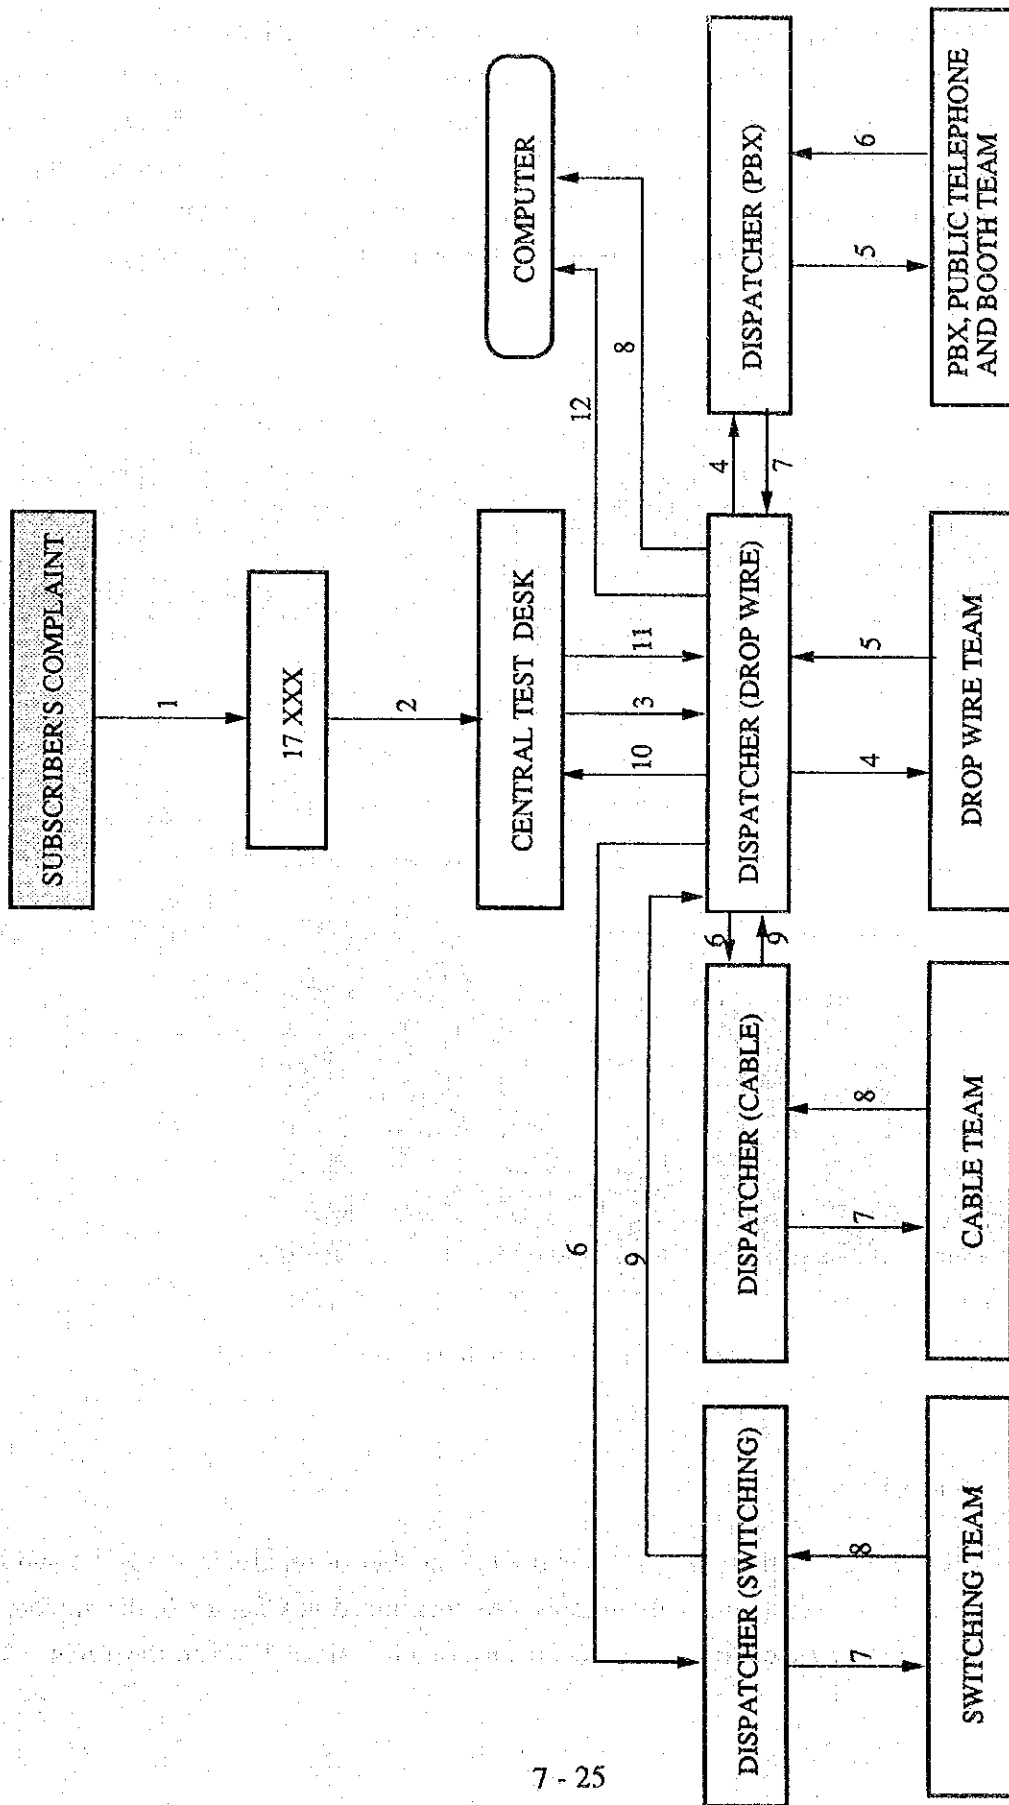 SUBSCRIBER'S COMPLAINT
1
17 XXX
2
CENTRAL TEST DESK
10
3
11
COMPUTER
12
8
6
9
DISPATCHER (SWITCHING)
DISPATCHER (CABLE)
6
9
DISPATCHER (DROP WIRE)
4
7
DISPATCHER (PBX)
7
8
7
8
4
5
5
6
SWITCHING TEAM
CABLE TEAM
DROP WIRE TEAM
PBX, PUBLIC TELEPHONE
AND BOOTH TEAM
7 - 25